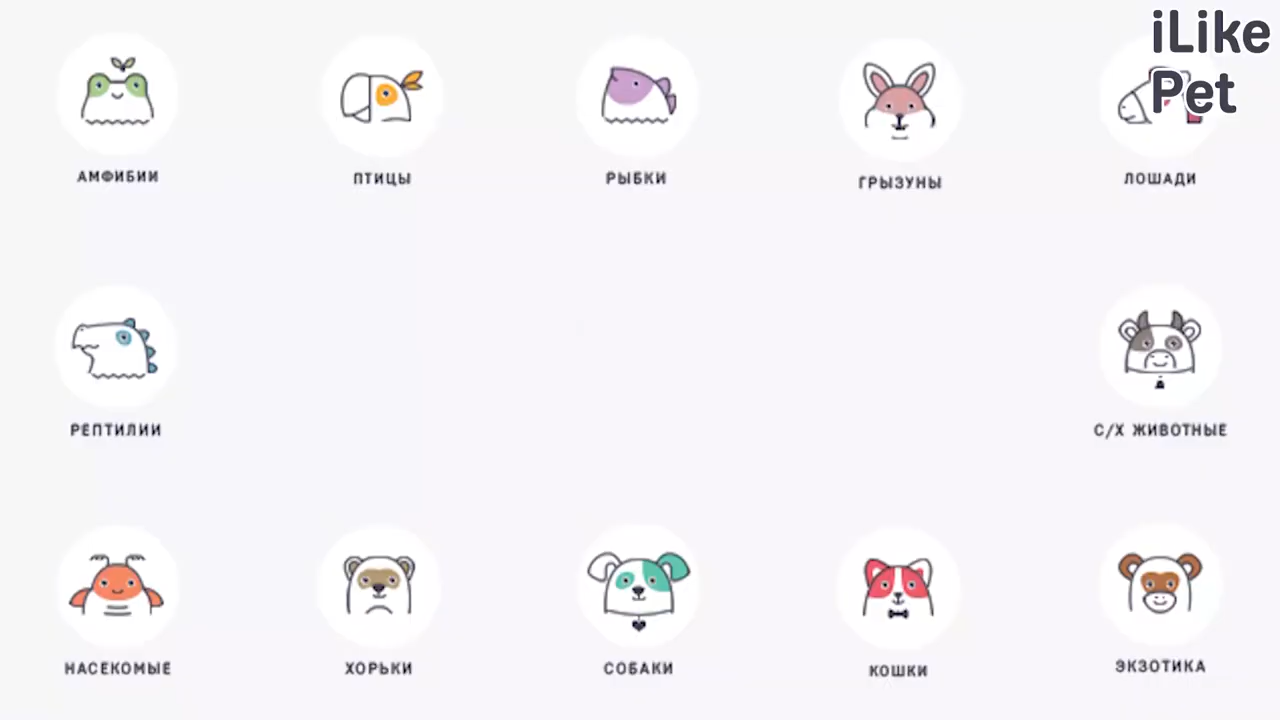 iLike
Pet
АМФИБИИ
ПТИЦЫ
РЫБКИ
ГРЫЗУНЫ
ЛОШАДИ
РЕПТИЛИИ
С/Х ЖИВОТНЫЕ
НАСЕКОМЫЕ
ХОРЬКИ
СОБАКИ
КОШКИ
ЭКЗОТИКА